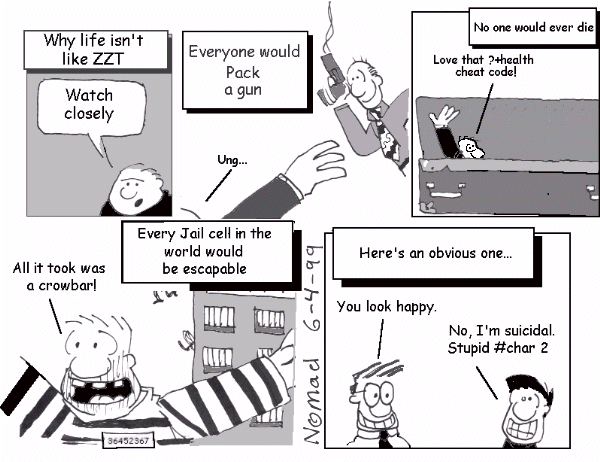 Why life isn't
like ZZT
Watch
closely
Everyone would
Pack
a gun
Ung...
No one would ever die
Love that ?+health
cheat code!
Every Jail cell in the
world would
be escapable
All it took was
a crowbar!
36452367
Nomad 6-4-99
Here's an obvious one...
You look happy.
No, I'm suicidal.
Stupid #char 2